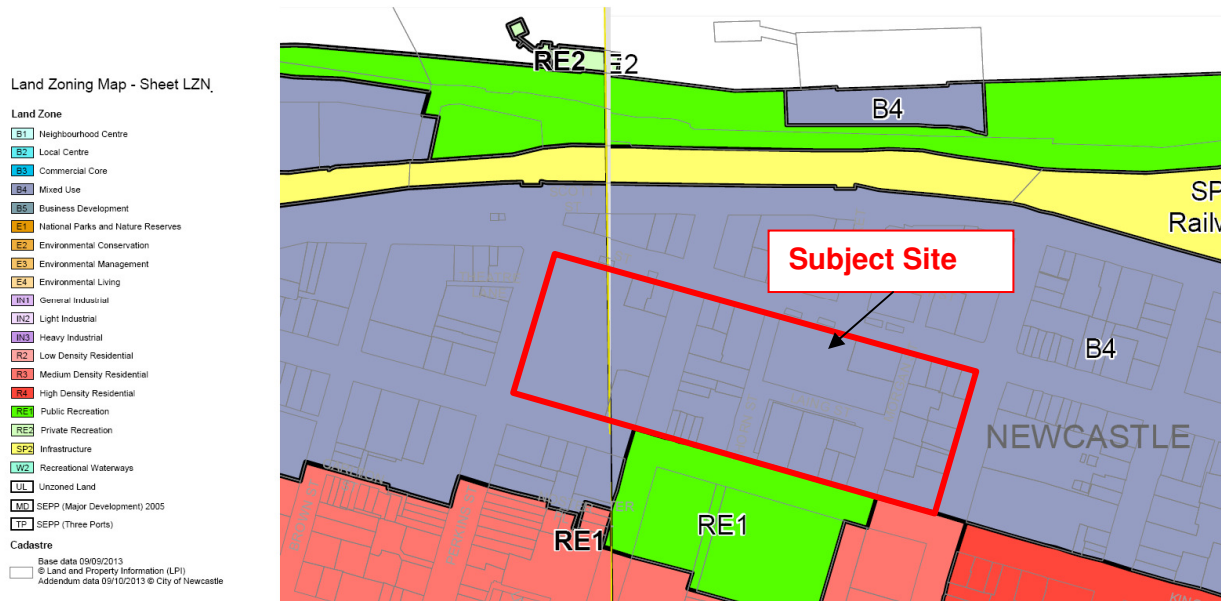 Land Zoning Map - Sheet LZN
Land Zone
B1 Neighbourhood Centre
B2 Local Centre
B3 Commercial Core
B4 Mixed Use
B5 Business Development
E1 National Parks and Nature Reserves
E2 Environmental Conservation
E3 Environmental Management
E4 Environmental Living
IN1 General Industrial
IN2 Light Industrial
IN3 Heavy Industrial
R2 Low Density Residential
R3 Medium Density Residential
R4 High Density Residential
RE1 Public Recreation
RE2 Private Recreation
SP2 Infrastructure
W2 Recreational Waterways
UL Unzoned Land
MD SEPP (Major Development) 2005
TP SEPP (Three Ports)
Cadastre
Base data 09/09/2013
© Land and Property Information (LPI)
Addendum data 09/10/2013 © City of Newcastle
RE2
E2
B4
SP
Railw
Subject Site
B4
NEWCASTLE
RE1
RE1
BROWN ST
PERKINS ST
KING